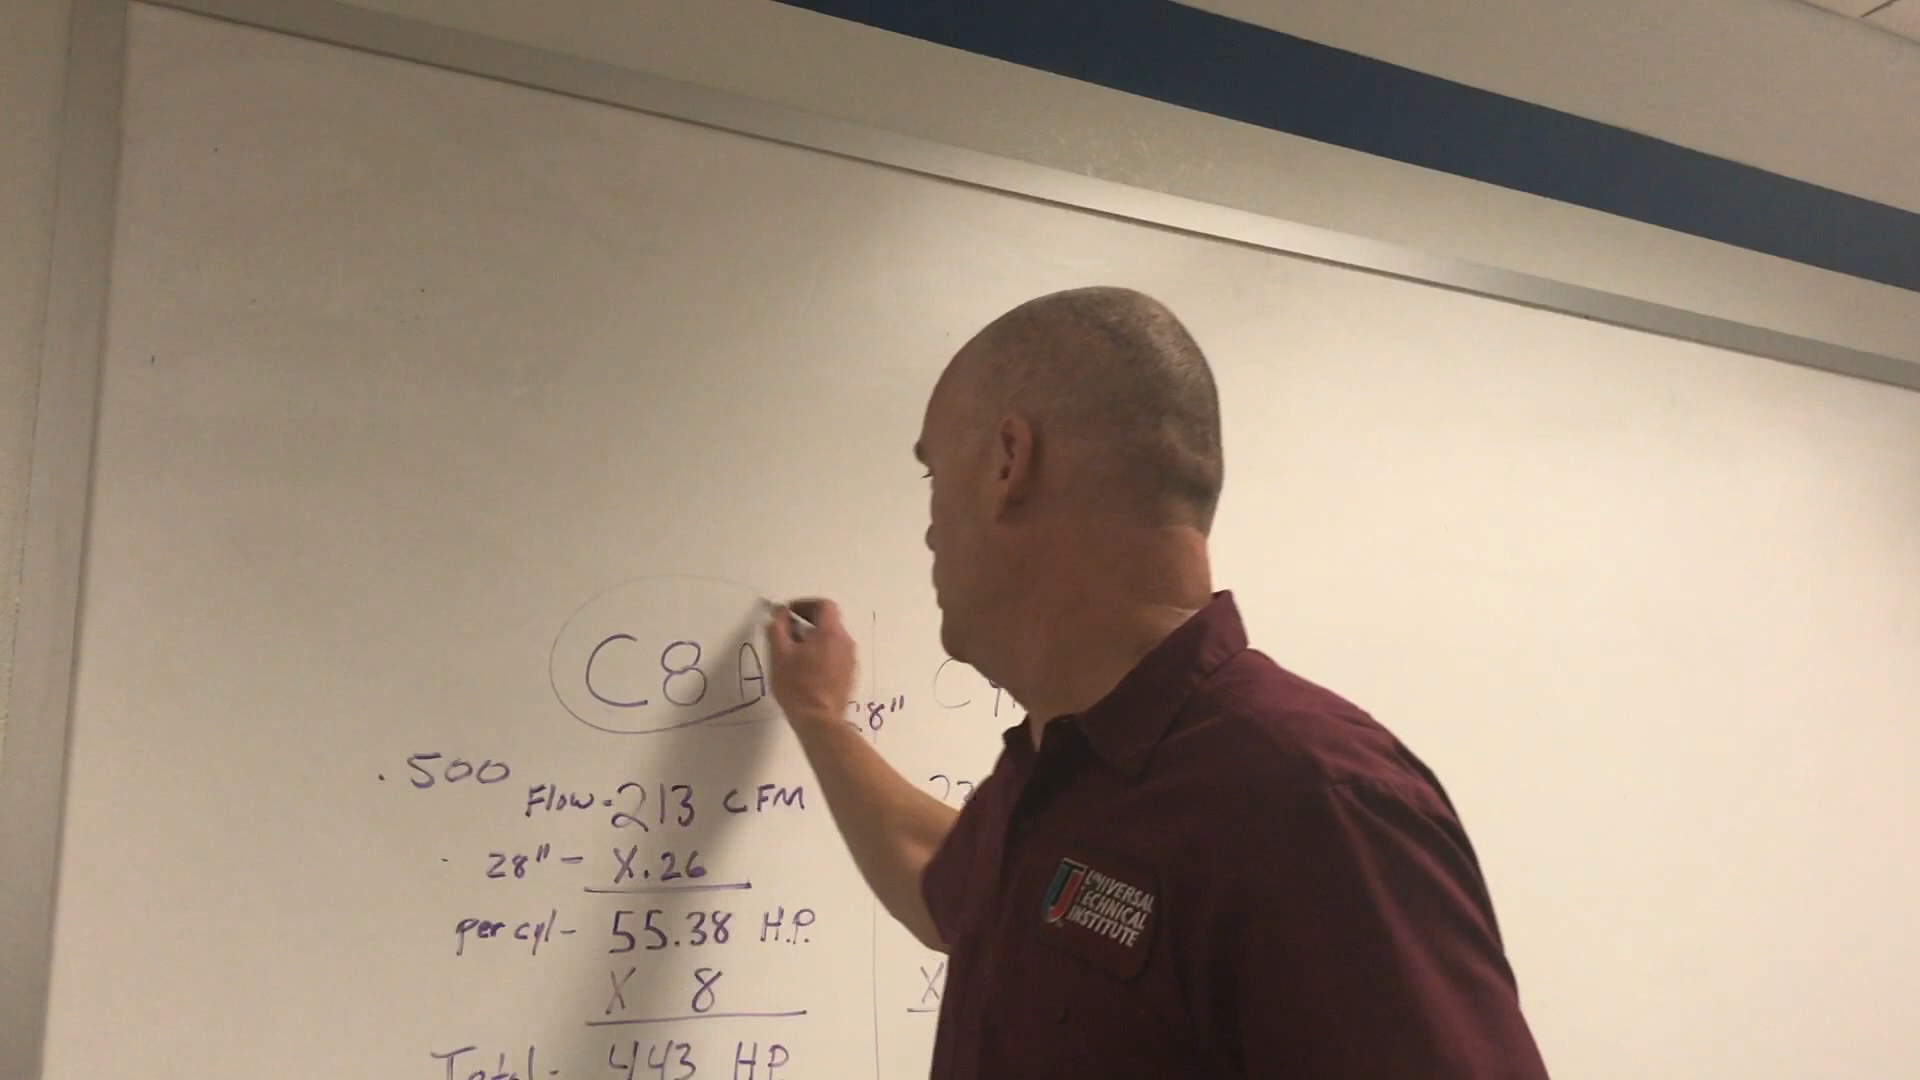 C8A
28"
.500
Flow - 213 CFM
28" - X.26
per cyl - 55.38 H.P.
X 8
Total - 443 HP
X
UNIVERSAL
TECHNICAL
INSTITUTE